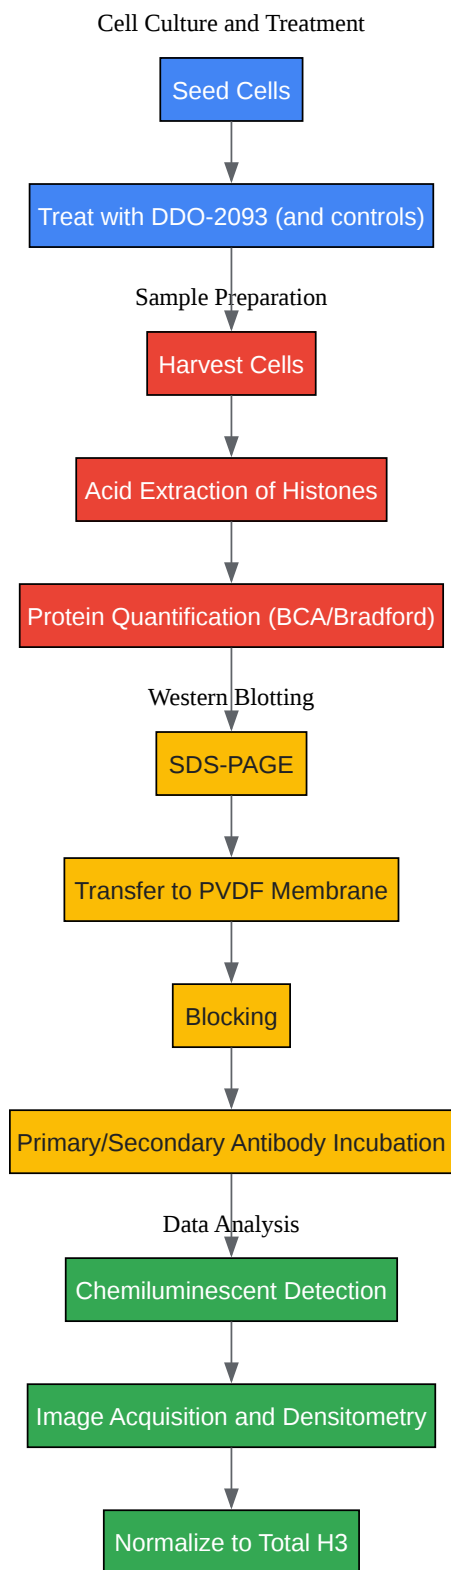 Cell Culture and Treatment
Seed Cells
Treat with DDO-2093 (and controls)
Sample Preparation
Harvest Cells
Acid Extraction of Histones
Protein Quantification (BCA/Bradford)
Western Blotting
SDS-PAGE
Transfer to PVDF Membrane
Blocking
Primary/Secondary Antibody Incubation
Data Analysis
Chemiluminescent Detection
Image Acquisition and Densitometry
Normalize to Total H3